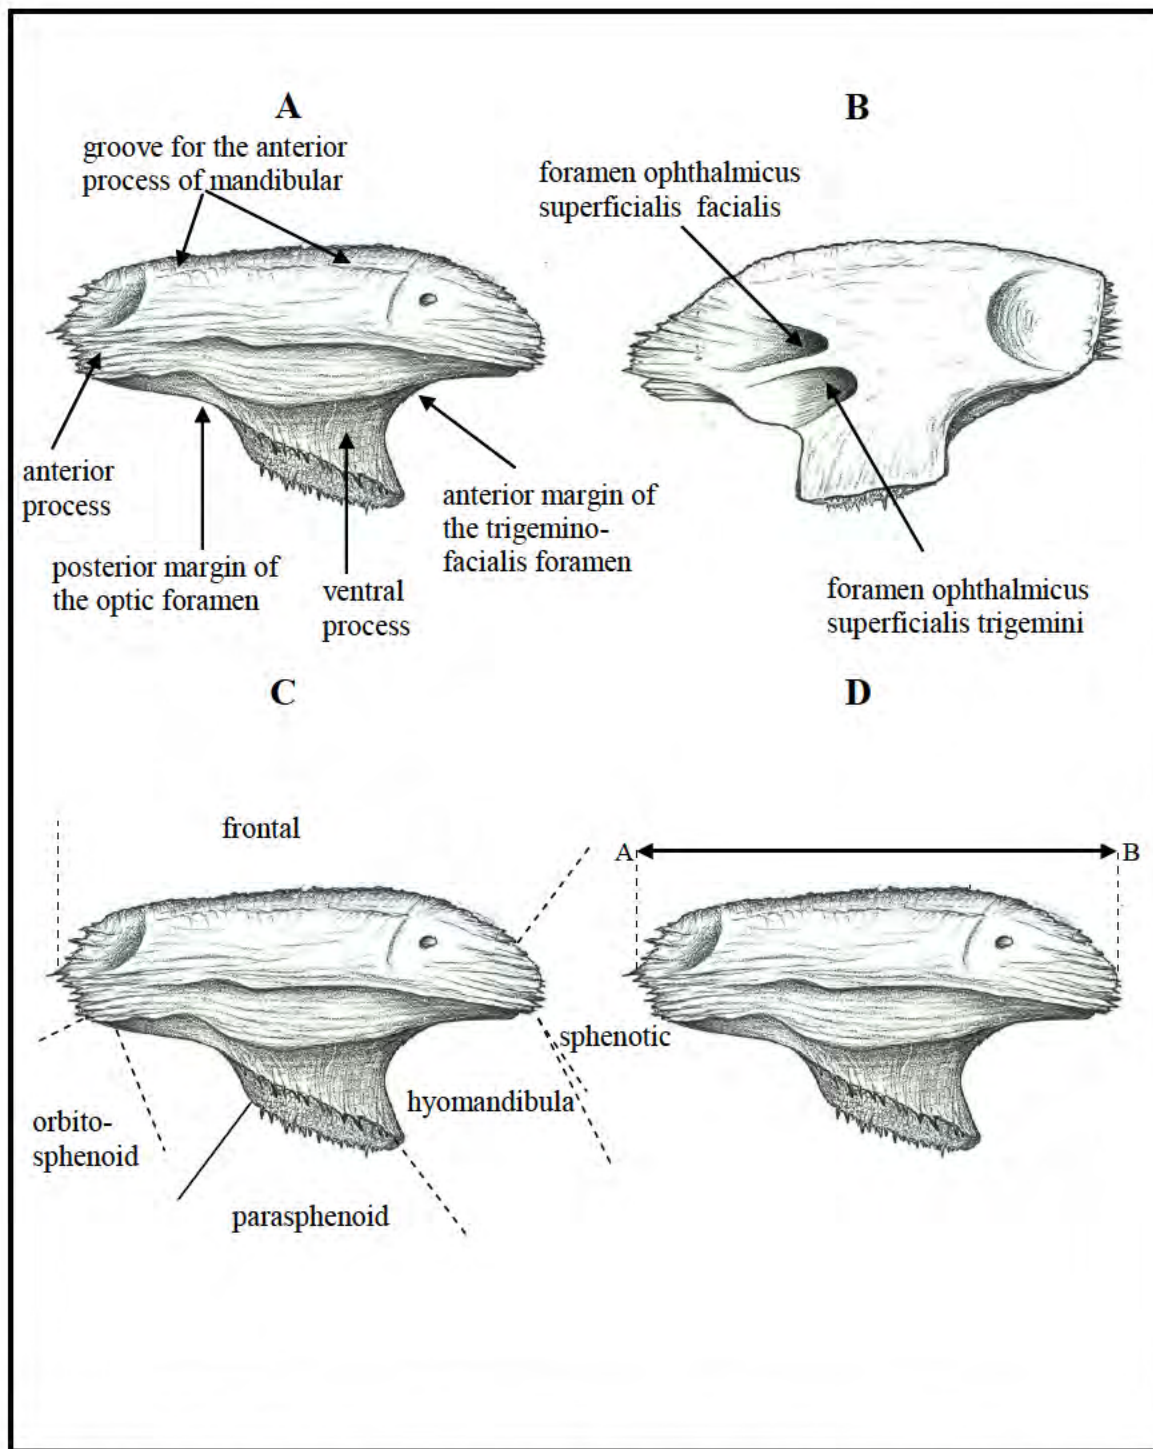 A
groove for the anterior
process of mandibular
anterior
process
posterior margin of
the optic foramen
ventral
process
anterior margin of
the trigemino-
facialis foramen
B
foramen ophthalmicus
superficialis facialis
foramen ophthalmicus
superficialis trigemini
C
frontal
sphenotic
hyomandibula
orbito-
sphenoid
parasphenoid
D
A
B